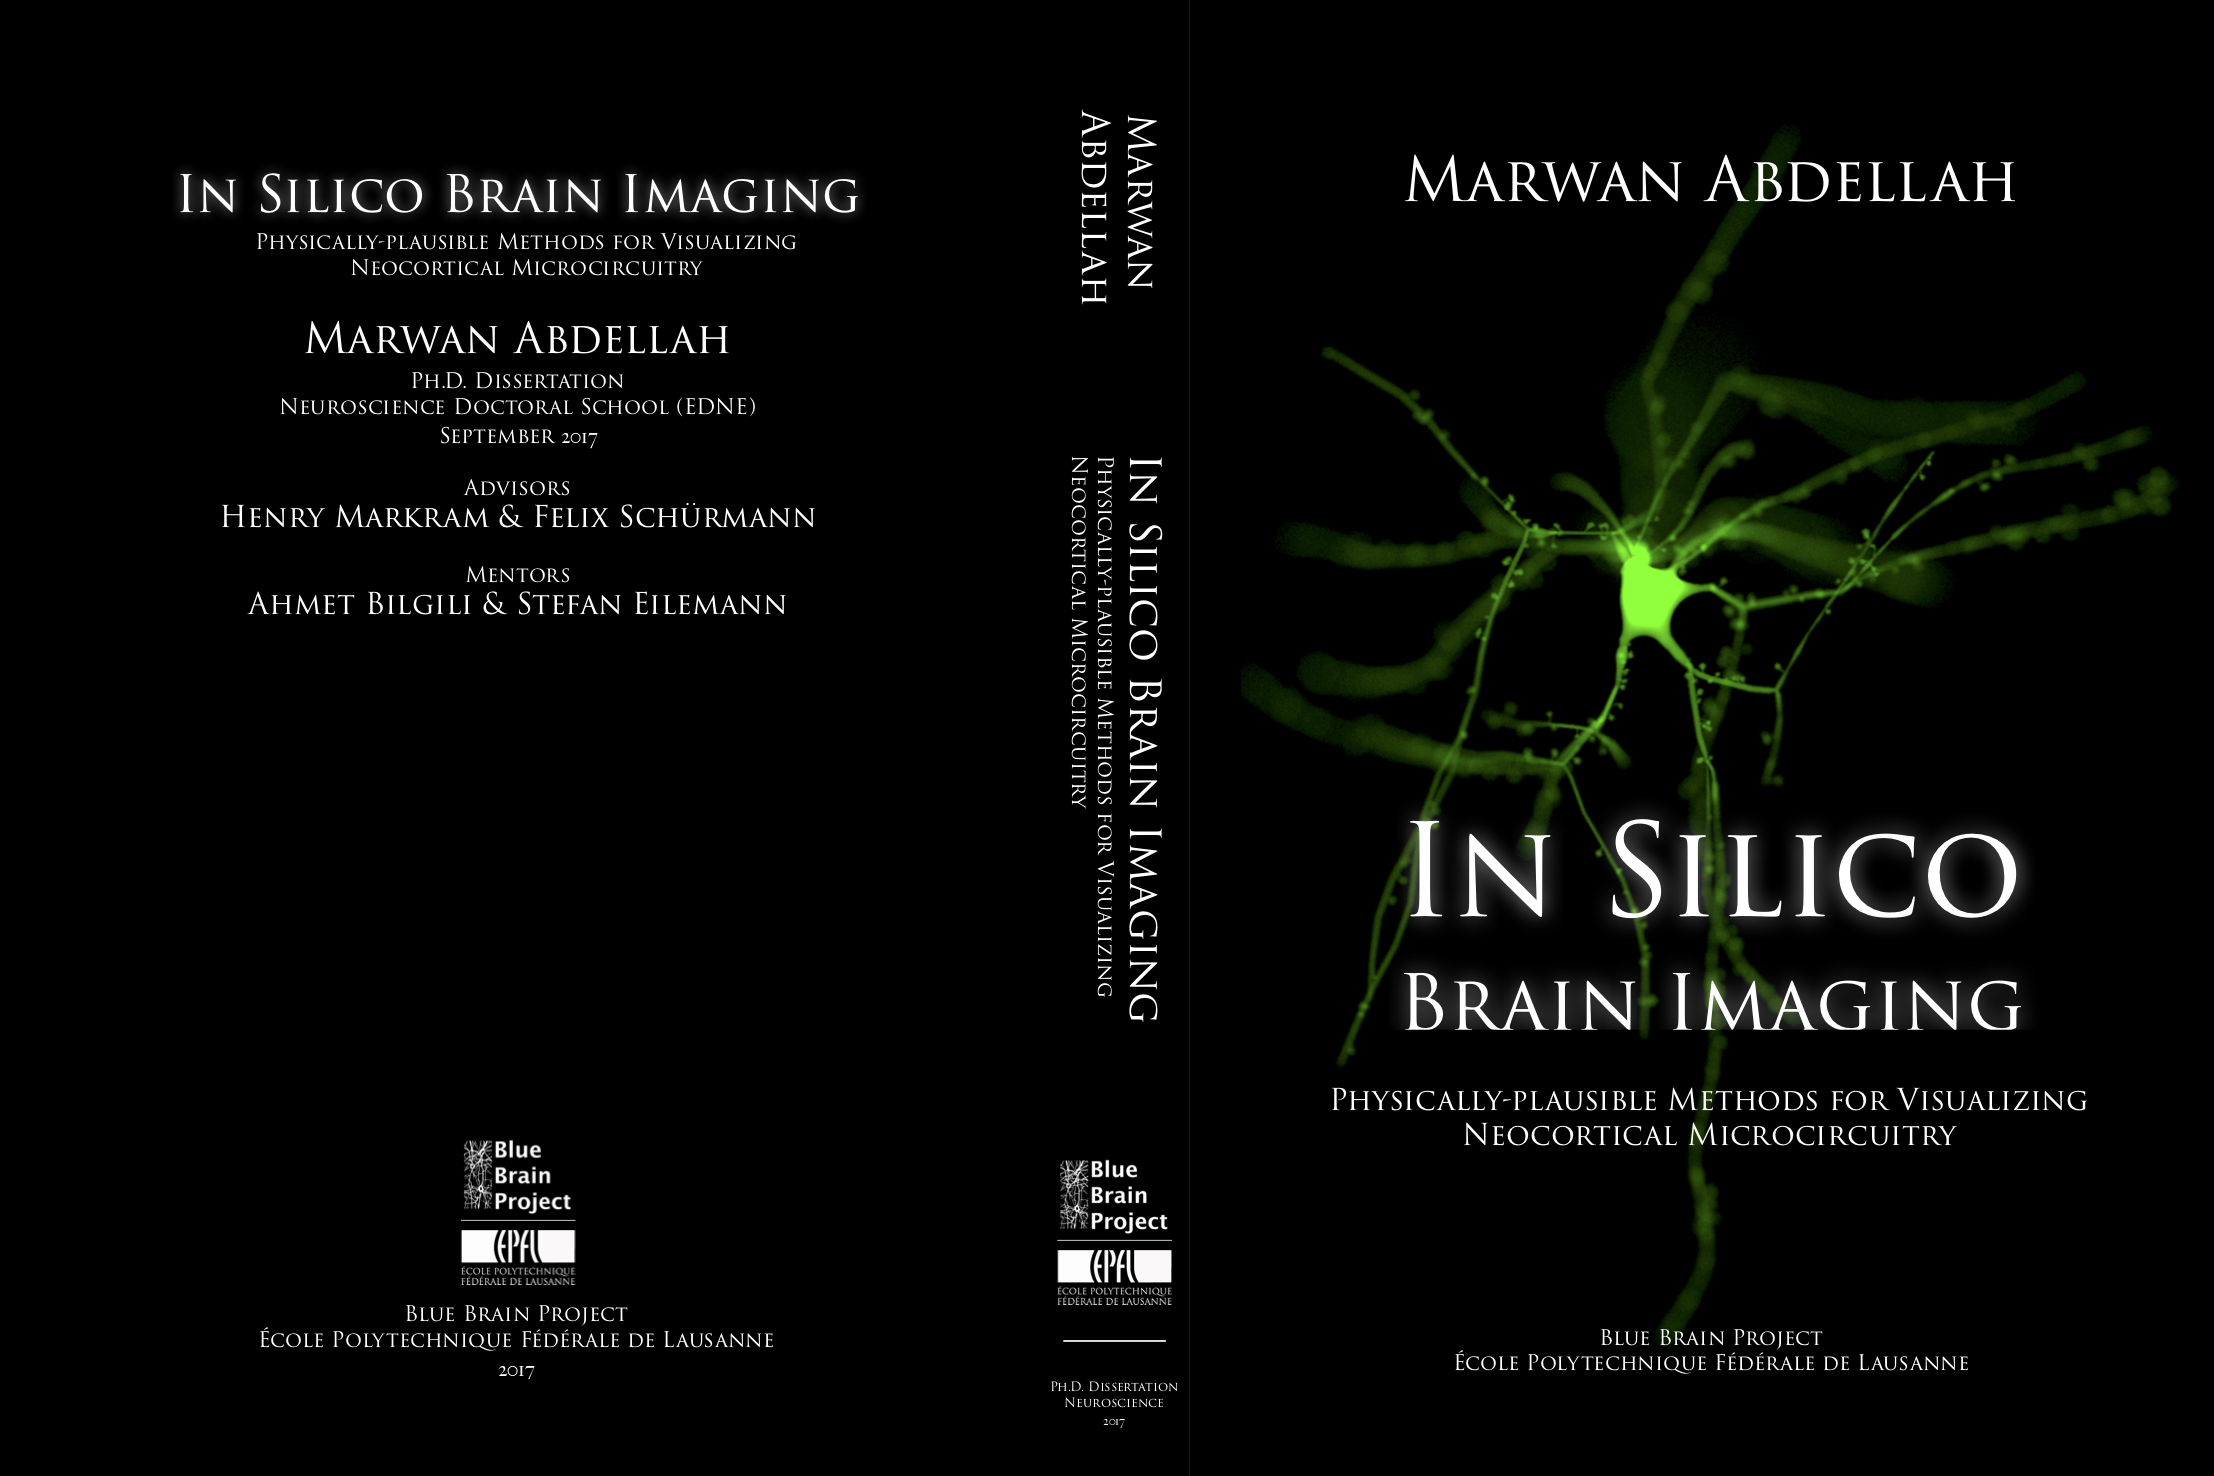 In Silico Brain Imaging
Physically-plausible Methods for Visualizing
Neocortical Microcircuitry
Marwan Abdellah
Ph.D. Dissertation
Neuroscience Doctoral School (EDNE)
September 2017
Advisors
Henry Markram & Felix Schürmann
Mentors
Ahmet Bilgili & Stefan Eilemann
Blue
Brain
Project
EPFL
ÉCOLE POLYTECHNIQUE
FÉDÉRALE DE LAUSANNE
Blue Brain Project
École Polytechnique Fédérale de Lausanne
2017
Marwan
Abdellah
In Silico Brain Imaging
Physically-plausible Methods for Visualizing
Neocortical Microcircuitry
Blue
Brain
Project
EPFL
ÉCOLE POLYTECHNIQUE
FÉDÉRALE DE LAUSANNE
Ph.D. Dissertation
Neuroscience
2017
Marwan Abdellah
In Silico
Brain Imaging
Physically-plausible Methods for Visualizing
Neocortical Microcircuitry
Blue Brain Project
École Polytechnique Fédérale de Lausanne